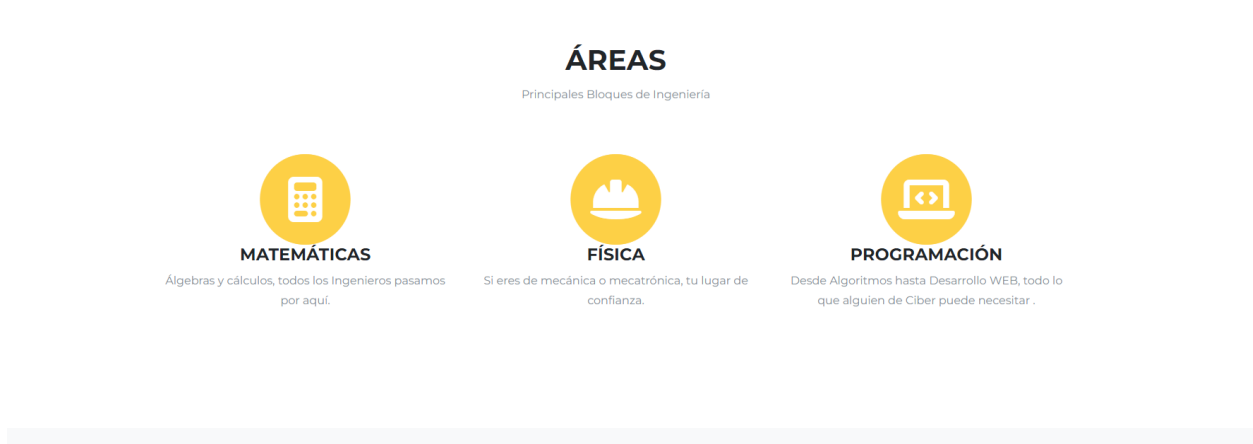 ÁREAS
Principales Bloques de Ingeniería
MATEMÁTICAS
Álgebras y cálculos, todos los Ingenieros pasamos
por aquí.
FÍSICA
Si eres de mecánica o mecatrónica, tu lugar de
confianza.
PROGRAMACIÓN
Desde Algoritmos hasta Desarrollo WEB, todo lo
que alguien de Ciber puede necesitar .